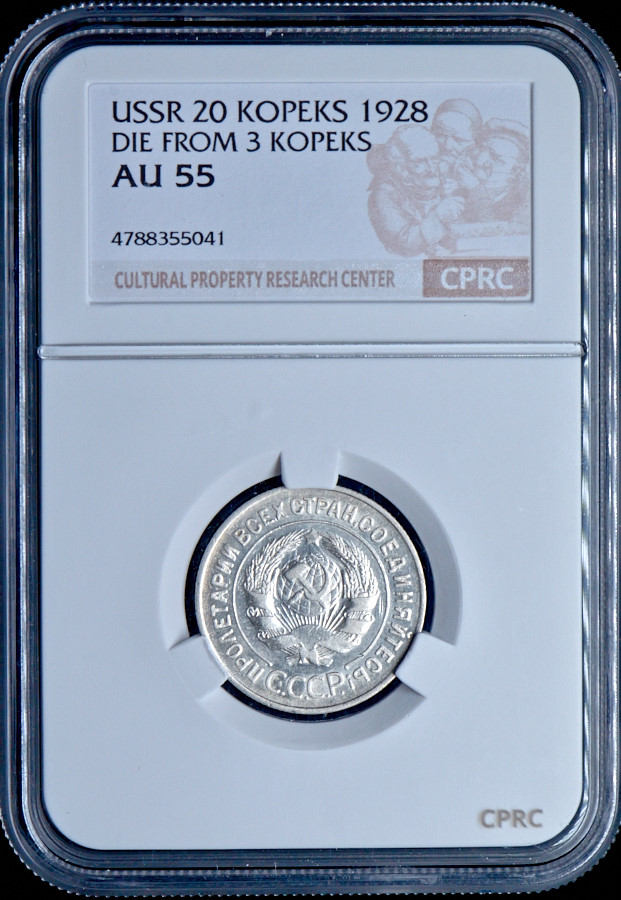 USSR 20 KOPEKS 1928
DIE FROM 3 KOPEKS
AU 55
4788355041
CULTURAL PROPERTY RESEARCH CENTER CPRC
ПРОЛЕТАРИИ ВСЕХ СТРАН, СОЕДИНЯЙТЕСЬ!
С.С.С.Р.
CPRC